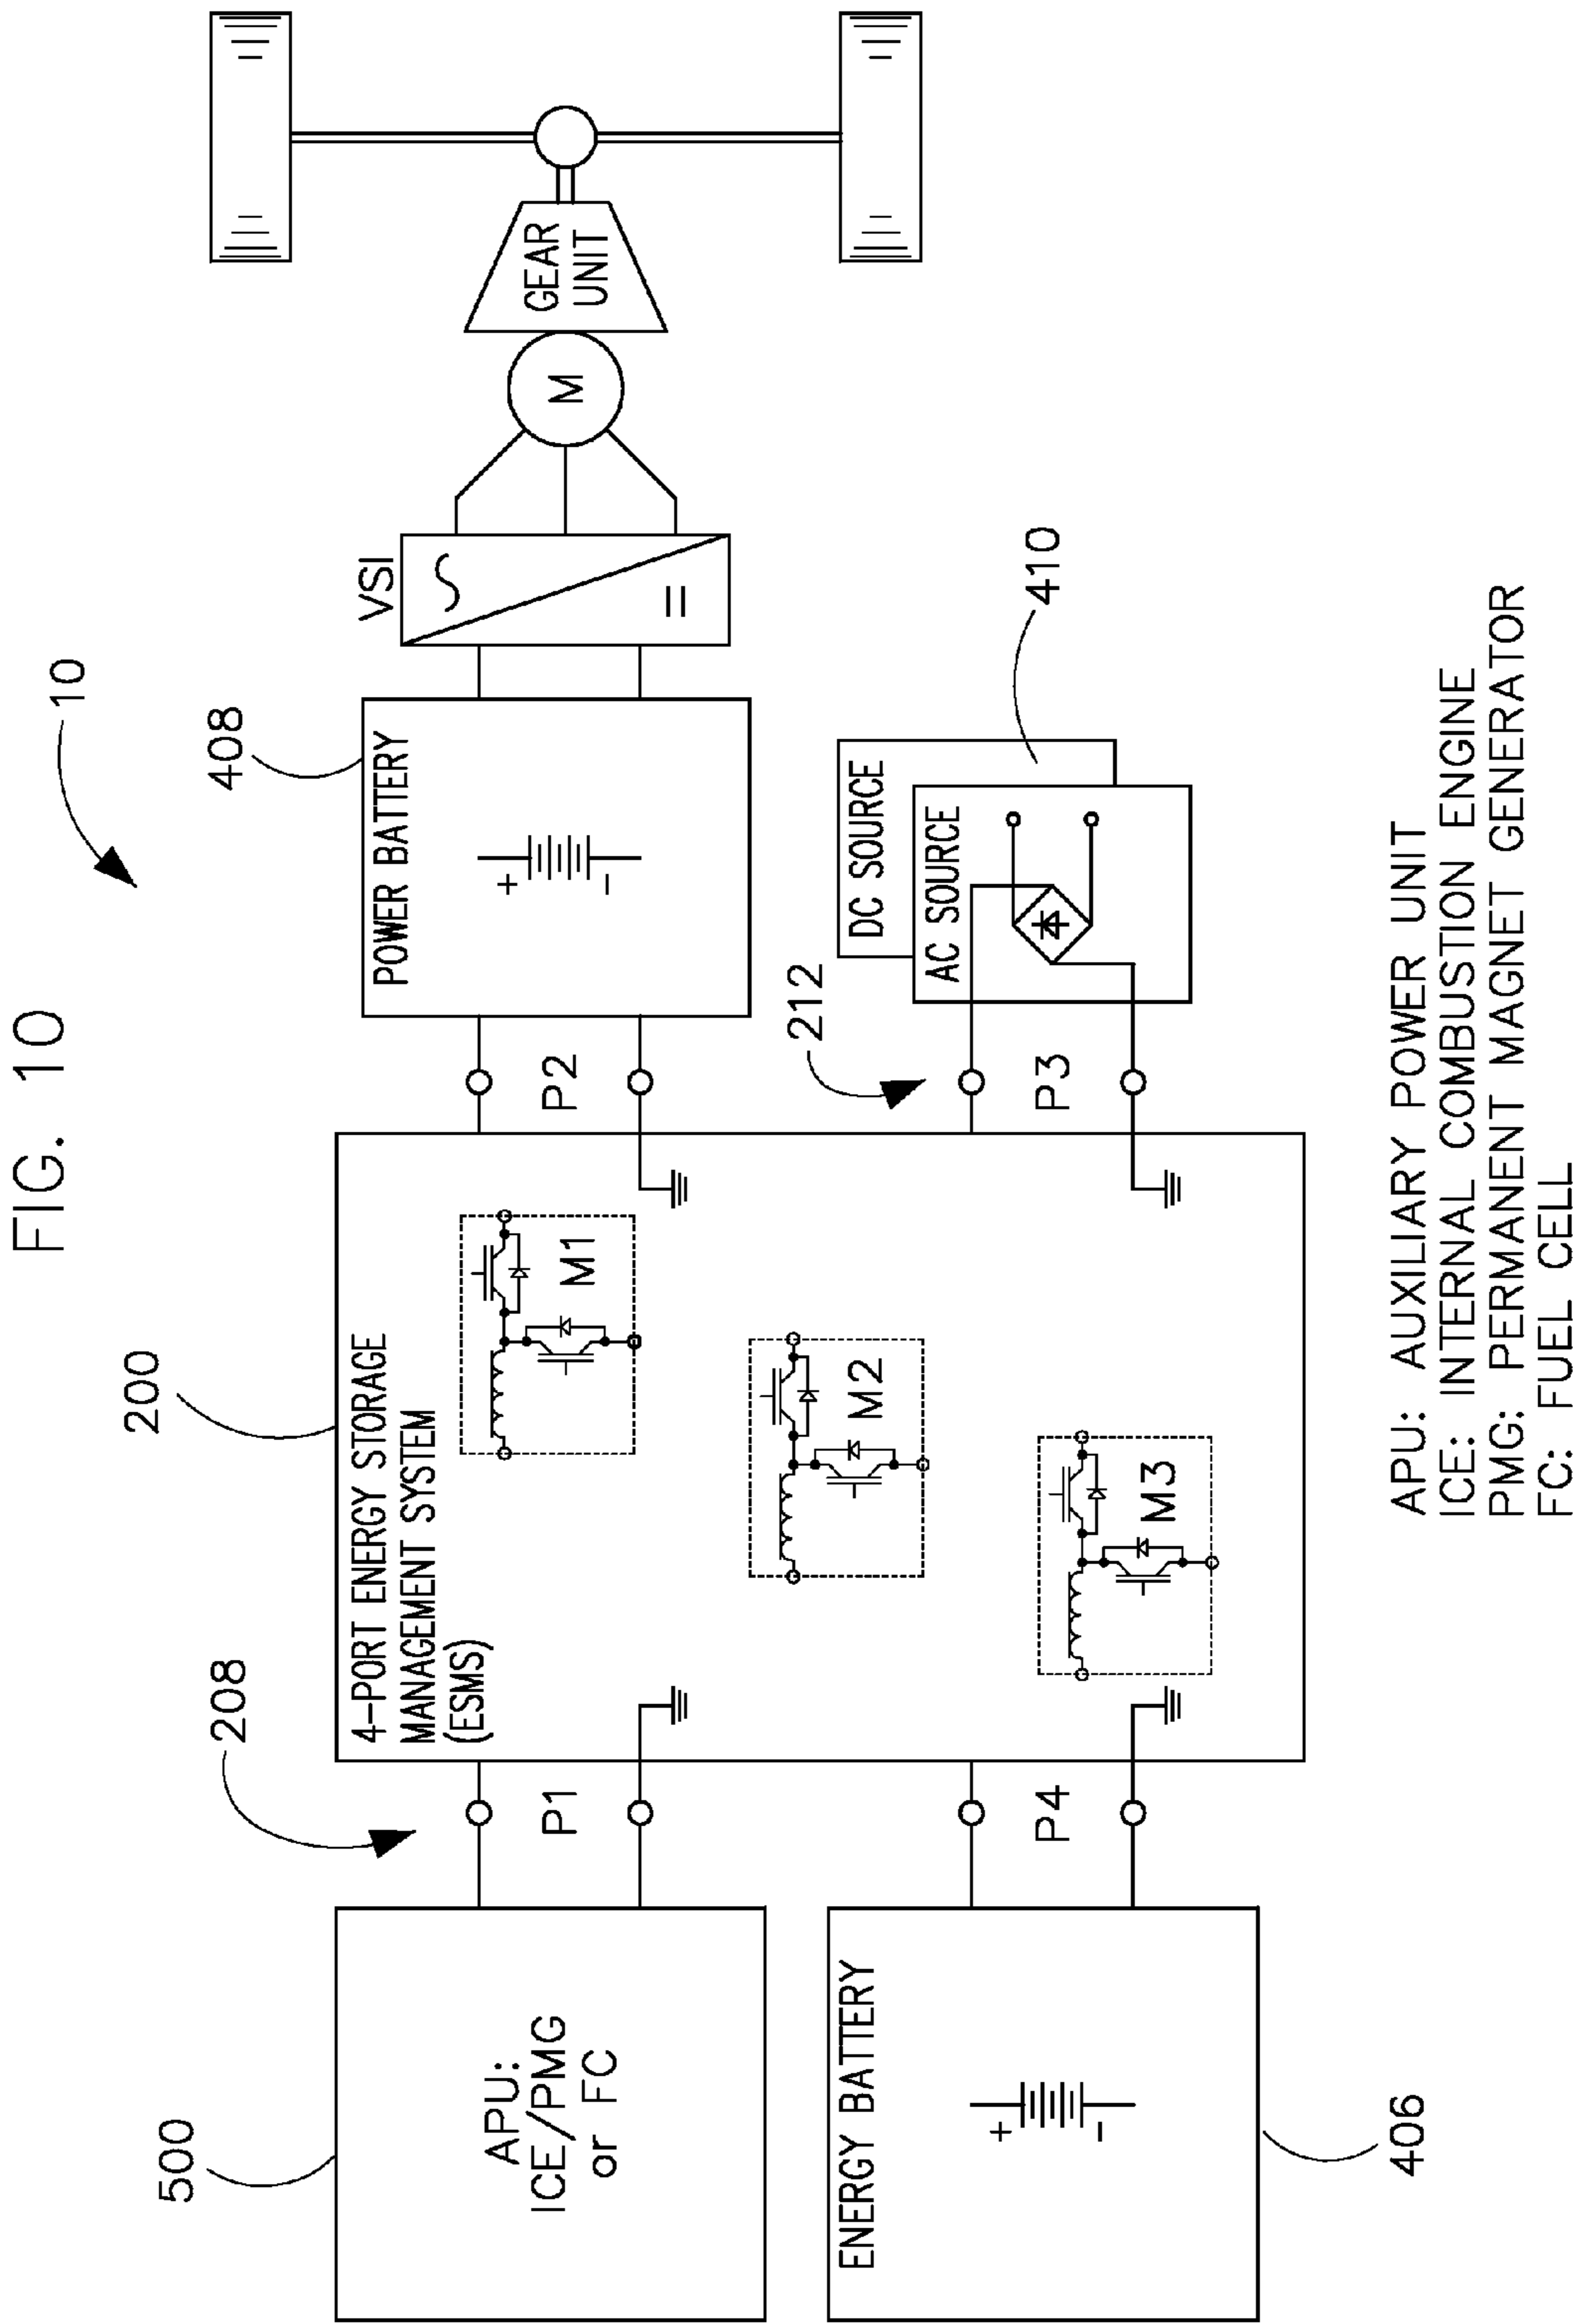 FIG. 10
10
500
208
200
408
VSI
APU:
ICE/PMG
or FC
P1
4-PORT ENERGY STORAGE
MANAGEMENT SYSTEM
(ESMS)
M1
M2
M3
P2
POWER BATTERY
+
-
M
GEAR
UNIT
ENERGY BATTERY
+
-
406
P4
212
P3
DC SOURCE
AC SOURCE
410
APU: AUXILIARY POWER UNIT
ICE: INTERNAL COMBUSTION ENGINE
PMG: PERMANENT MAGNET GENERATOR
FC: FUEL CELL